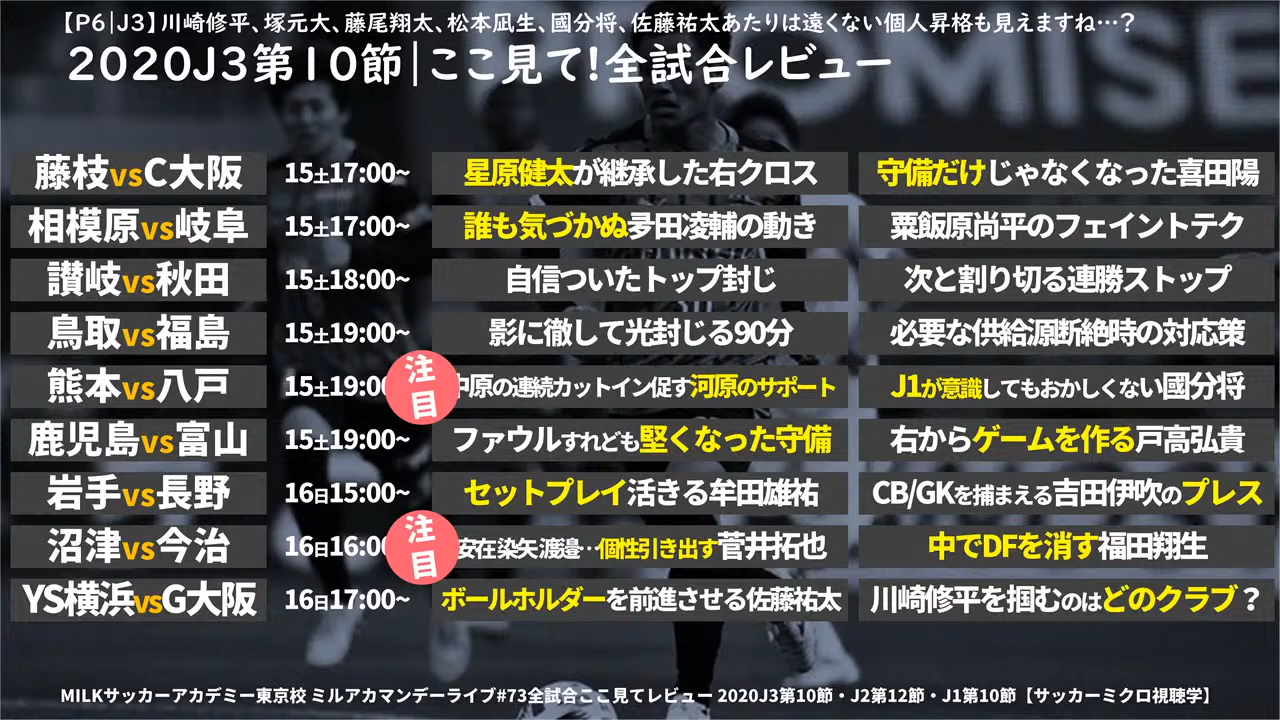 【P6|J3】川崎修平、塚元大、藤尾翔太、松本凪生、國分将、佐藤祐太あたりは遠くない個人昇格も見えますね…？
2020J3第10節|ここ見て！全試合レビュー
OMISE
藤枝vsC大阪 15土17:00~ 星原健太が継承した右クロス 守備だけじゃなくなった喜田陽
相模原vs岐阜 15土17:00~ 誰も気づかぬ夛田凌輔の動き 粟飯原尚平のフェイントテク
讃岐vs秋田 15土18:00~ 自信ついたトップ封じ 次と割り切る連勝ストップ
鳥取vs福島 15土19:00~ 影に徹して光封じる90分 必要な供給源断絶時の対応策
熊本vs八戸 15土19:0 注目 中原の連続カットイン促す河原のサポート J1が意識してもおかしくない國分将
鹿児島vs富山 15土19:00~ ファウルすれども堅くなった守備 右からゲームを作る戸高弘貴
岩手vs長野 16日15:00~ セットプレイ活きる牟田雄祐 CB/GKを捕まえる吉田伊吹のプレス
沼津vs今治 16日16:0 注目 安在染矢渡邉…個性引き出す菅井拓也 中でDFを消す福田翔生
YS横浜vsG大阪 16日17:00~ ボールホルダーを前進させる佐藤祐太 川崎修平を掴むのはどのクラブ？
MILKサッカーアカデミー東京校 ミルアカマンデーライブ#73全試合ここ見てレビュー 2020J3第10節・J2第12節・J1第10節【サッカーミクロ視聴学】